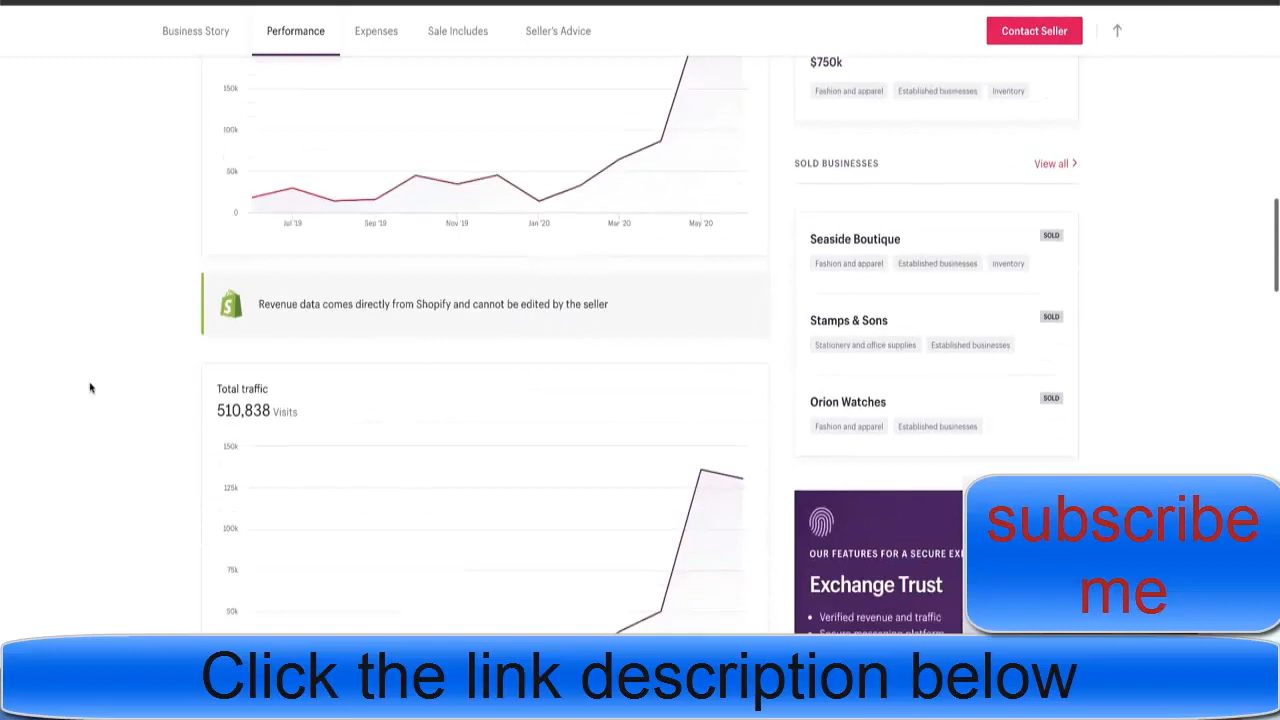 Business Story
Performance
Expenses
Sale Includes
Seller's Advice
Contact Seller
150k
100k
50k
0
Jul '19
Sep '19
Nov '19
Jan '20
Mar '20
May '20
Revenue data comes directly from Shopify and cannot be edited by the seller
Total traffic
510,838 Visits
150k
125k
100k
75k
50k
$750k
Fashion and apparel
Established businesses
Inventory
SOLD BUSINESSES
View all
Seaside Boutique
SOLD
Fashion and apparel
Established businesses
Inventory
Stamps & Sons
SOLD
Stationery and office supplies
Established businesses
Orion Watches
SOLD
Fashion and apparel
Established businesses
OUR FEATURES FOR A SECURE
Exchange Trust
• Verified revenue and traffic
subscribe
me
Click the link description below